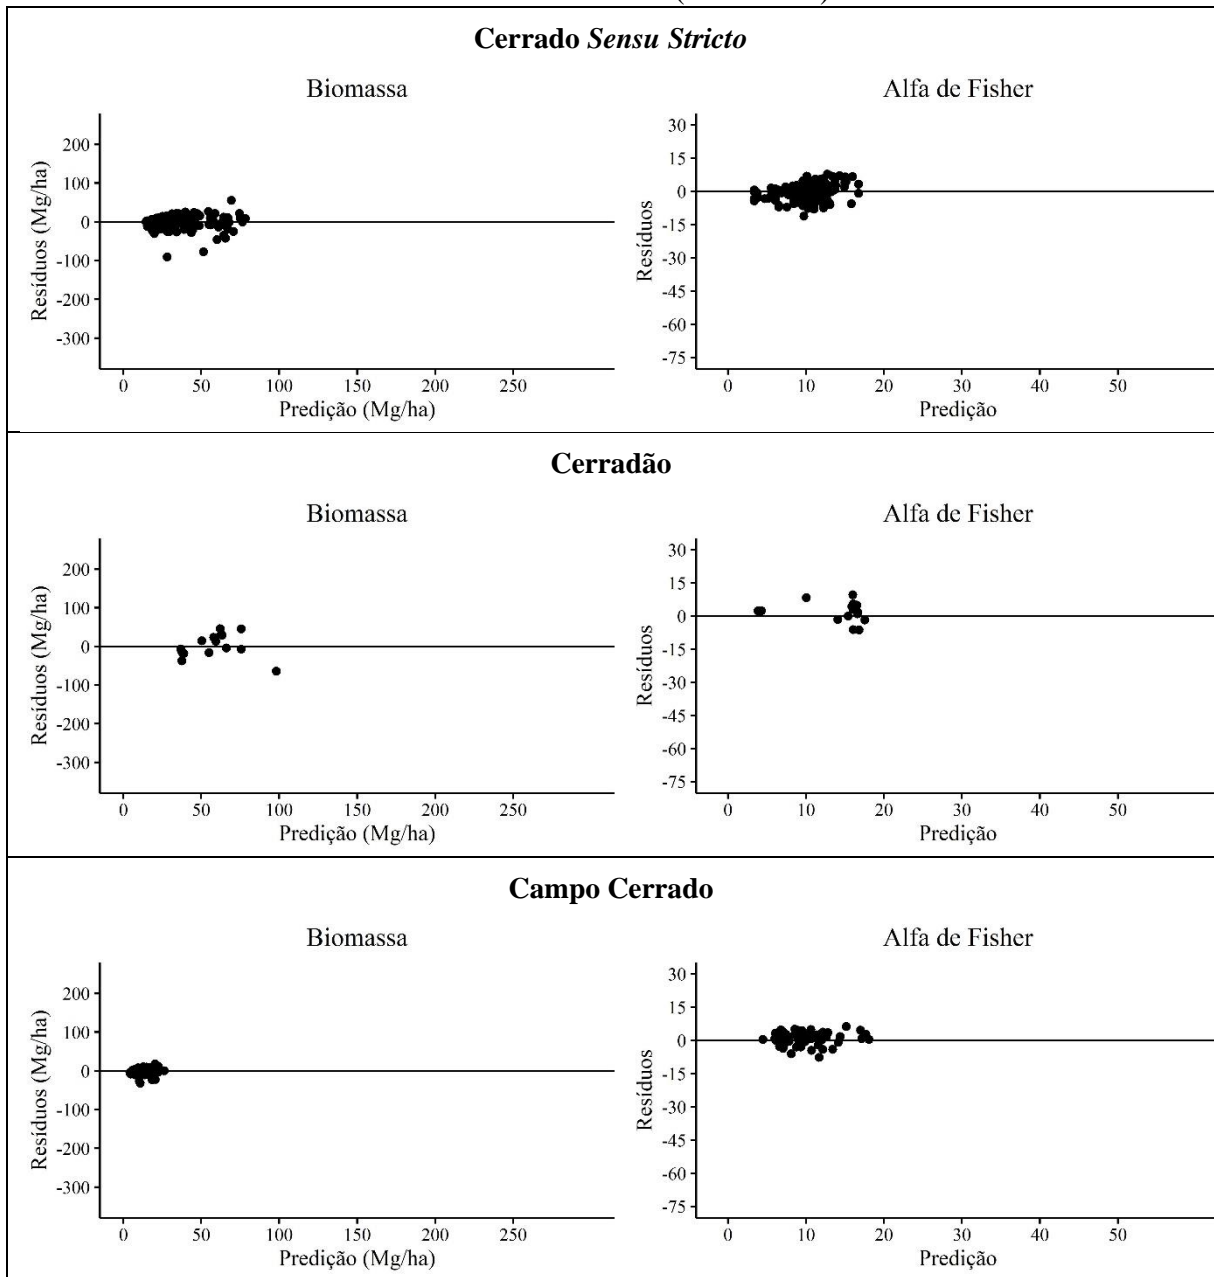 Cerrado Sensu Stricto
Biomassa
Resíduos (Mg/ha)
200
100
0
-100
-200
-300
0 50 100 150 200 250
Predição (Mg/ha)
Alfa de Fisher
Resíduos
30
15
0
-15
-30
-45
-60
-75
0 10 20 30 40 50
Predição
Cerradão
Biomassa
Resíduos (Mg/ha)
200
100
0
-100
-200
-300
0 50 100 150 200 250
Predição (Mg/ha)
Alfa de Fisher
Resíduos
30
15
0
-15
-30
-45
-60
-75
0 10 20 30 40 50
Predição
Campo Cerrado
Biomassa
Resíduos (Mg/ha)
200
100
0
-100
-200
-300
0 50 100 150 200 250
Predição (Mg/ha)
Alfa de Fisher
Resíduos
30
15
0
-15
-30
-45
-60
-75
0 10 20 30 40 50
Predição